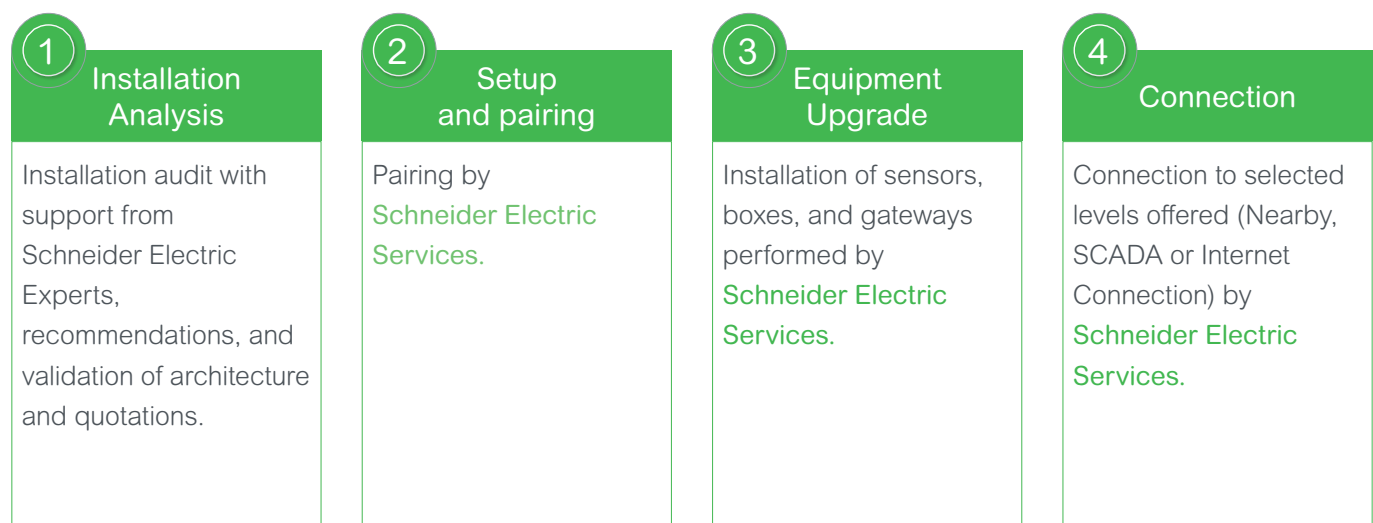 1
Installation
Analysis
Installation audit with
support from
Schneider Electric
Experts,
recommendations, and
validation of architecture
and quotations.
2
Setup
and pairing
Pairing by
Schneider Electric
Services.
3
Equipment
Upgrade
Installation of sensors,
boxes, and gateways
performed by
Schneider Electric
Services.
4
Connection
Connection to selected
levels offered (Nearby,
SCADA or Internet
Connection) by
Schneider Electric
Services.